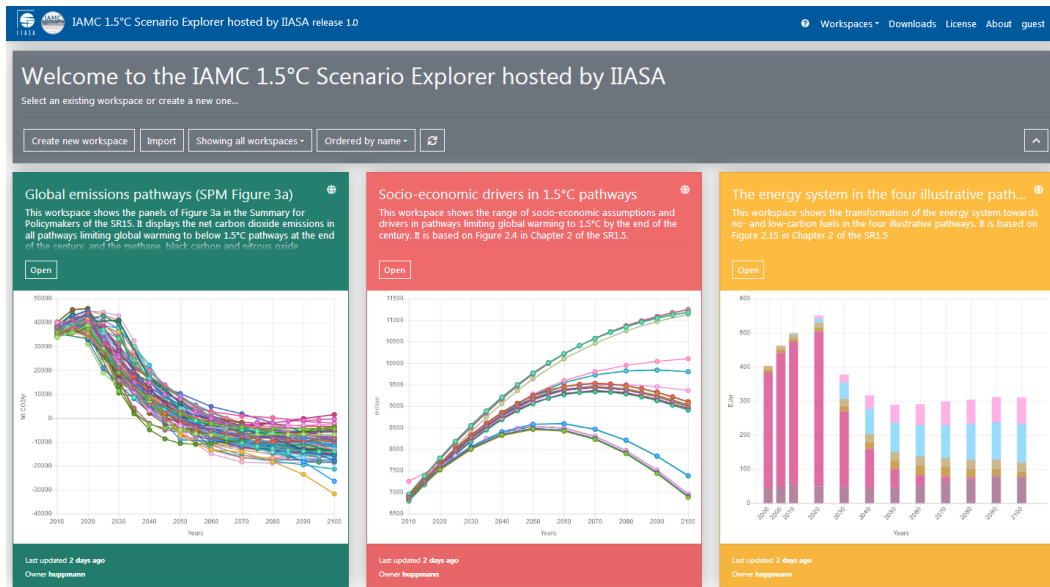 IIASA
IAMC
IAMC 1.5°C Scenario Explorer hosted by IIASA release 1.0
Workspaces
Downloads
License
About
guest
Welcome to the IAMC 1.5°C Scenario Explorer hosted by IIASA
Select an existing workspace or create a new one...
Create new workspace
Import
Showing all workspaces
Ordered by name
Global emissions pathways (SPM Figure 3a)
This workspace shows the panels of Figure 3a in the Summary for
Policymakers of the SR15. It displays the net carbon dioxide emissions in
all pathways limiting global warming to below 1.5°C pathways at the end
of the century, and the methane, black carbon and nitrous oxide
Open
50000
40000
30000
20000
10000
0
-10000
-20000
-30000
-40000
Mt CO2/yr
2010
2020
2030
2040
2050
2060
2070
2080
2090
2100
Years
Last updated 2 days ago
Owner huppmann
Socio-economic drivers in 1.5°C pathways
This workspace shows the range of socio-economic assumptions and
drivers in pathways limiting global warming to 1.5°C by the end of the
century. It is based on Figure 2.4 in Chapter 2 of the SR1.5.
Open
11500
11000
10500
10000
9500
9000
8500
8000
7500
7000
6500
million
2010
2020
2030
2040
2050
2060
2070
2080
2090
2100
Years
Last updated 2 days ago
Owner huppmann
The energy system in the four illustrative path...
This workspace shows the transformation of the energy system towards
no- and low-carbon fuels in the four illustrative pathways. It is based on
Figure 2.15 in Chapter 2 of the SR1.5
Open
600
500
400
300
200
100
0
EJ/yr
2000
2005
2010
2020
2030
2040
2050
2060
2070
2080
2090
2100
Years
Last updated 2 days ago
Owner huppmann